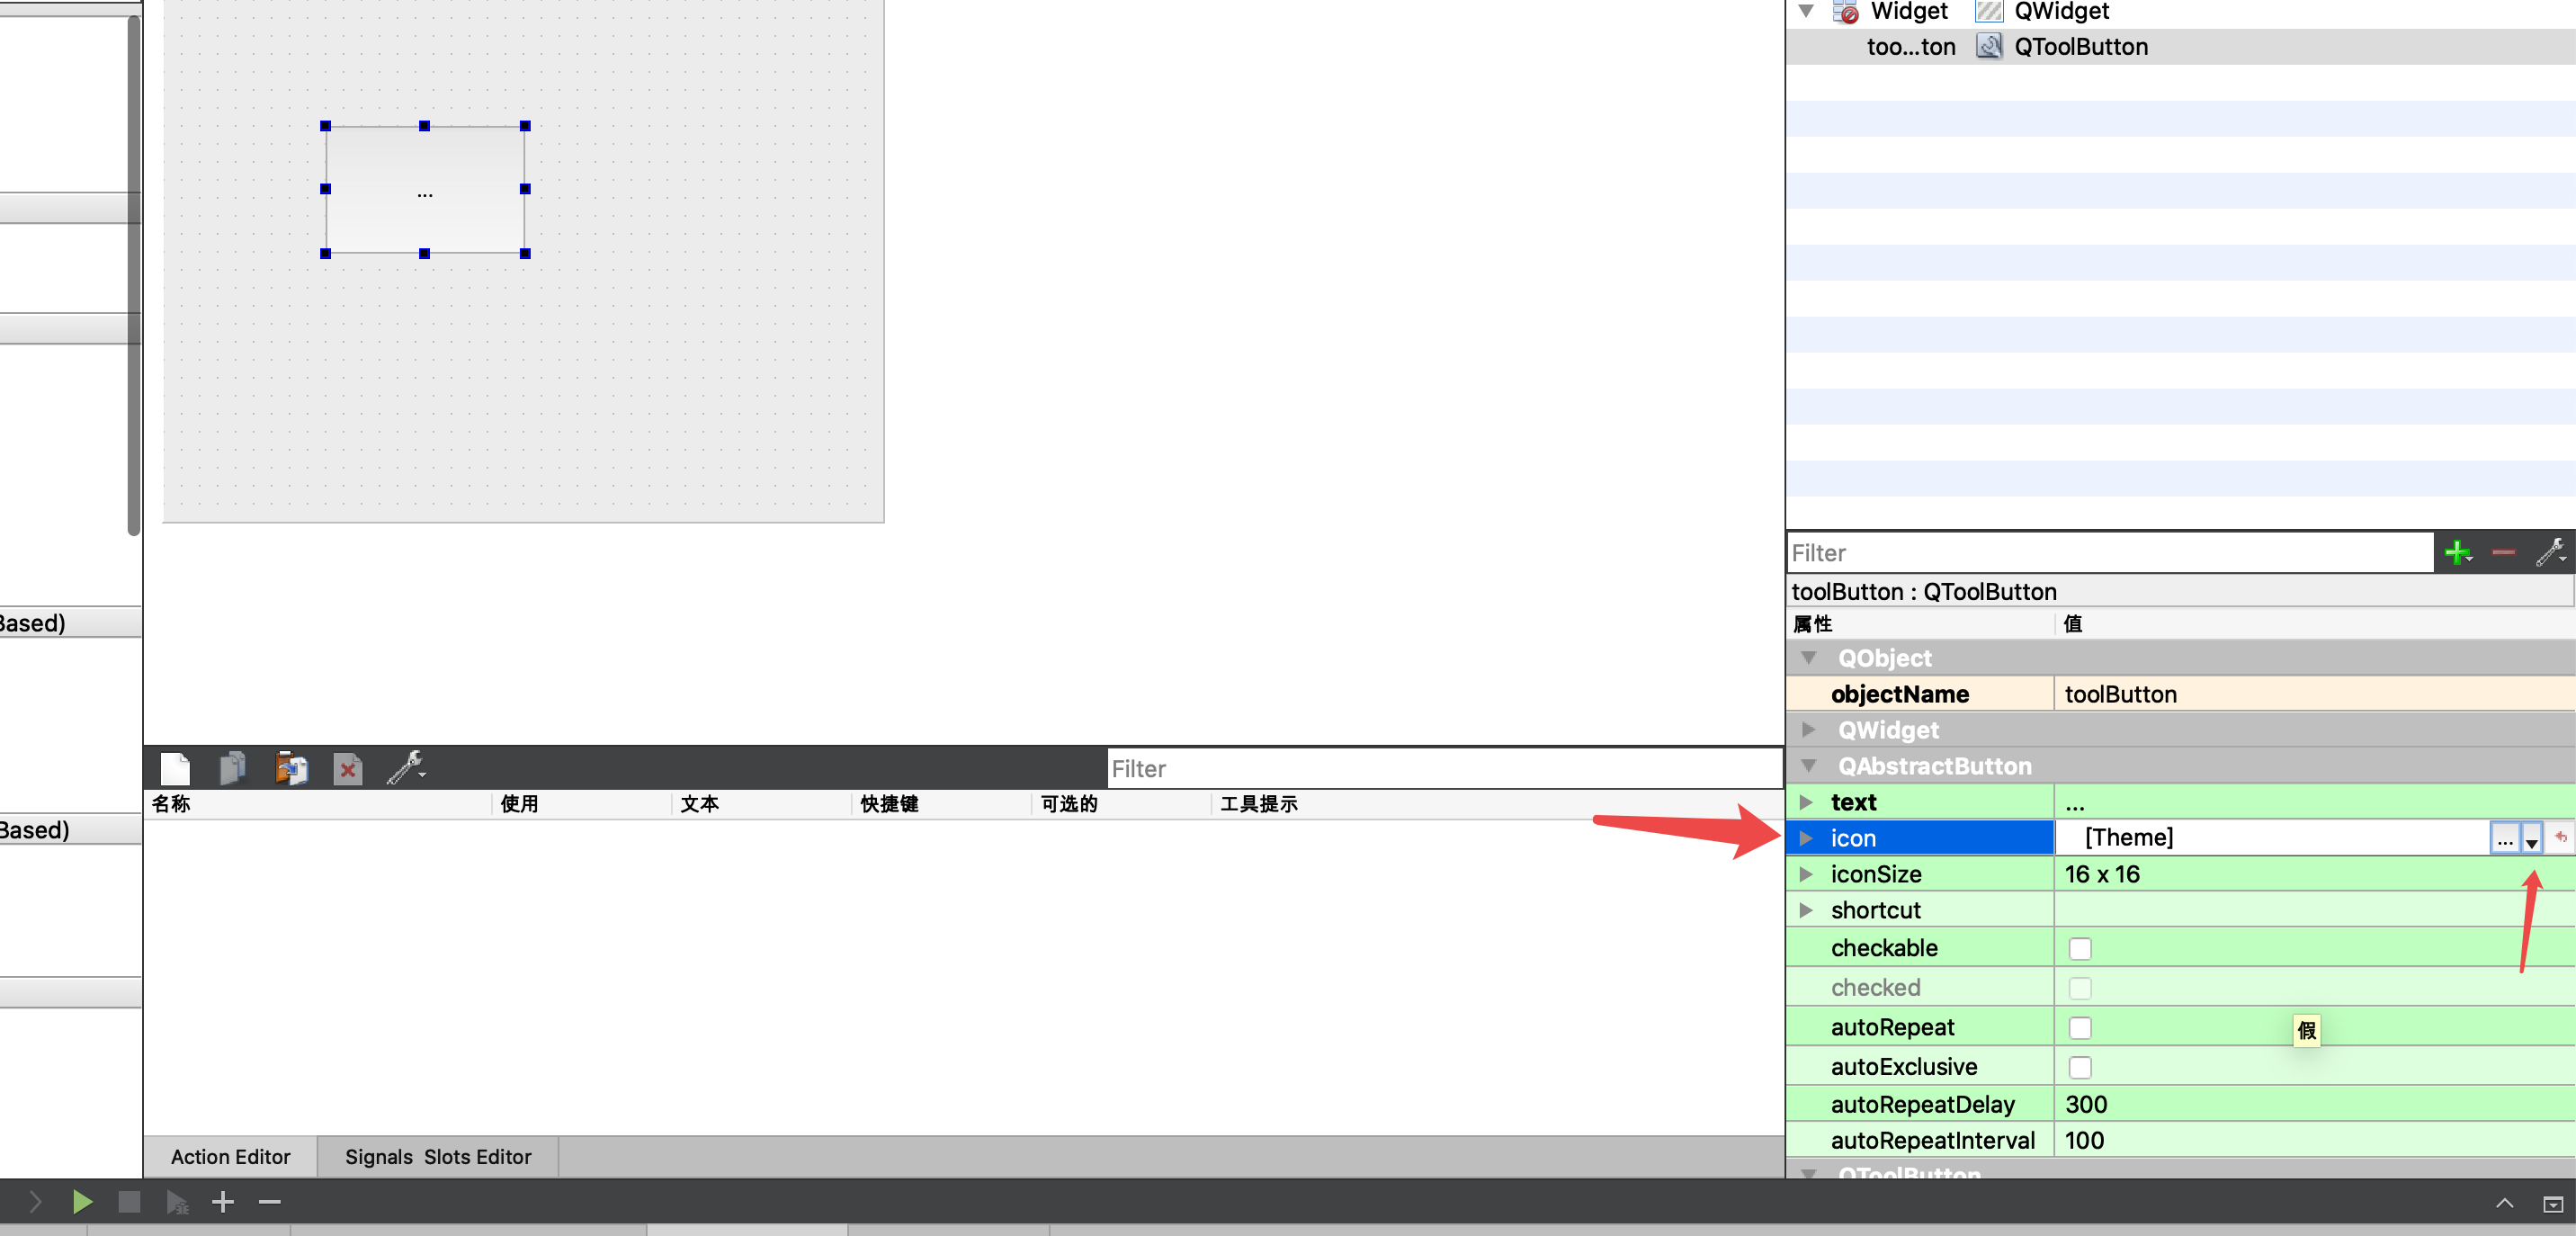 Widget QWidget
too...ton QToolButton
...
Filter
toolButton : QToolButton
Based)
属性 值
QObject
objectName toolButton
QWidget
QAbstractButton
Filter
text ...
名称 使用 文本 快捷键 可选的 工具提示
Based)
icon [Theme] ...
iconSize 16 x 16
shortcut
checkable
checked
autoRepeat
假
autoExclusive
autoRepeatDelay 300
autoRepeatInterval 100
Action Editor Signals Slots Editor
QToolButton